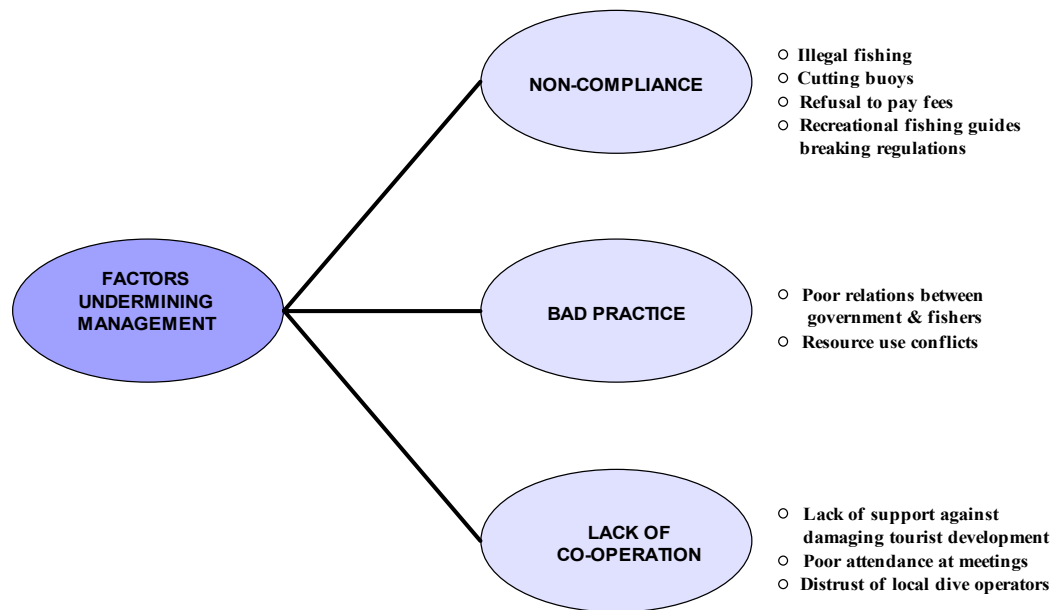 FACTORS
UNDERMINING
MANAGEMENT
NON-COMPLIANCE
Illegal fishing
Cutting buoys
Refusal to pay fees
Recreational fishing guides
breaking regulations
BAD PRACTICE
Poor relations between
government & fishers
Resource use conflicts
LACK OF
CO-OPERATION
Lack of support against
damaging tourist development
Poor attendance at meetings
Distrust of local dive operators